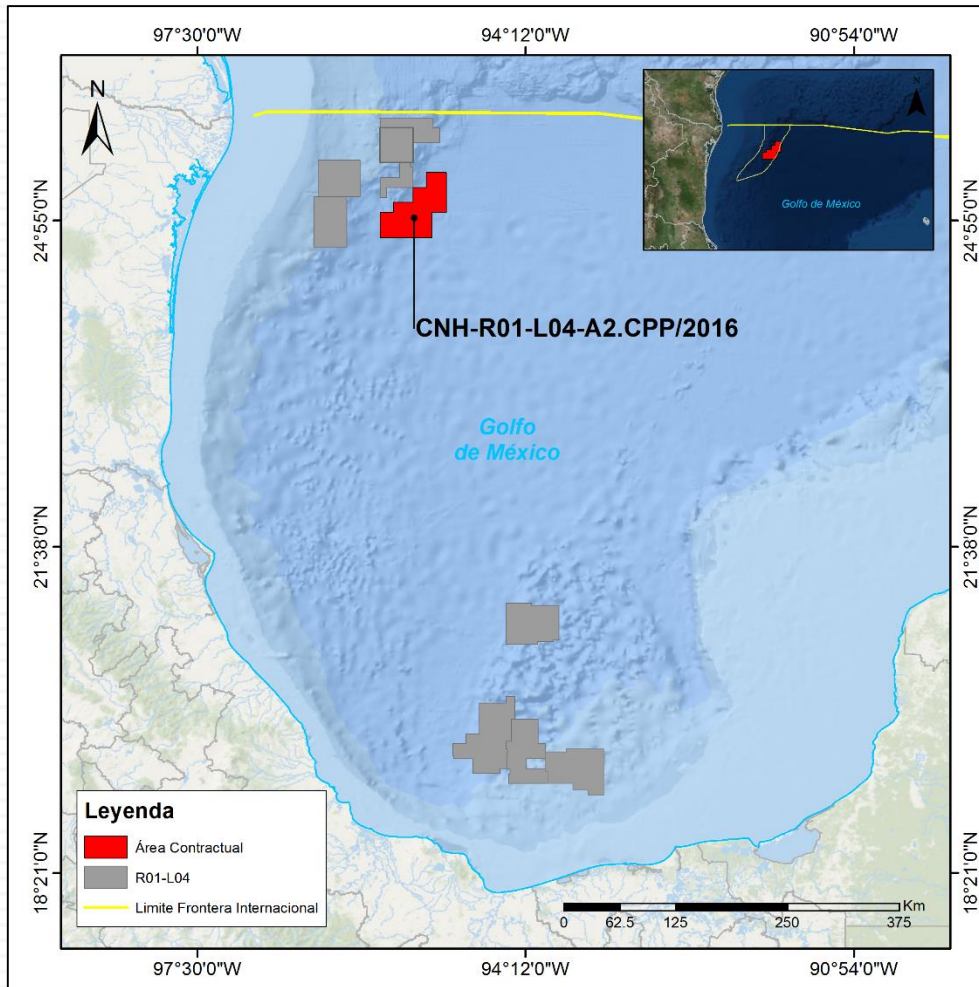 97°30'0"W
94°12'0"W
90°54'0"W
N
N
Golfo de México
24°55'0"N
24°55'0"N
CNH-R01-L04-A2.CPP/2016
Golfo
de México
21°38'0"N
21°38'0"N
Leyenda
Área Contractual
R01-L04
Limite Frontera Internacional
18°21'0"N
18°21'0"N
Km
0
62.5
125
250
375
97°30'0"W
94°12'0"W
90°54'0"W